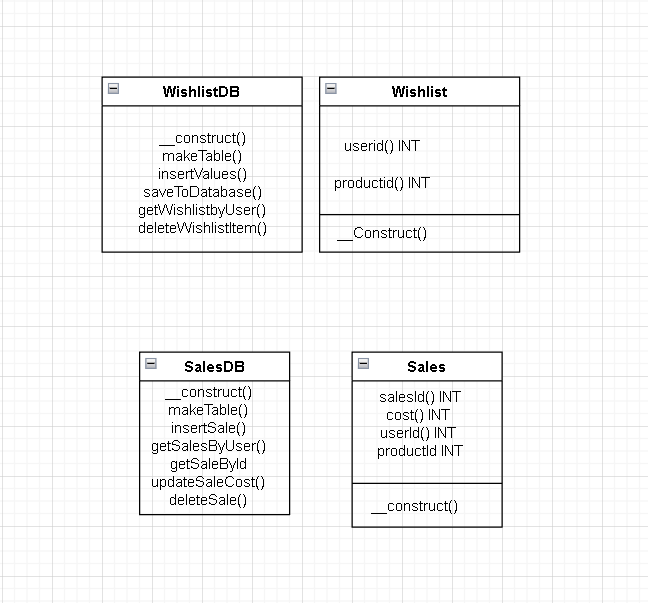 WishlistDB
__construct()
makeTable()
insertValues()
saveToDatabase()
getWishlistbyUser()
deleteWishlistItem()
Wishlist
userid() INT
productid() INT
__Construct()
SalesDB
__construct()
makeTable()
insertSale()
getSalesByUser()
getSaleById
updateSaleCost()
deleteSale()
Sales
salesId() INT
cost() INT
userId() INT
productId INT
__construct()